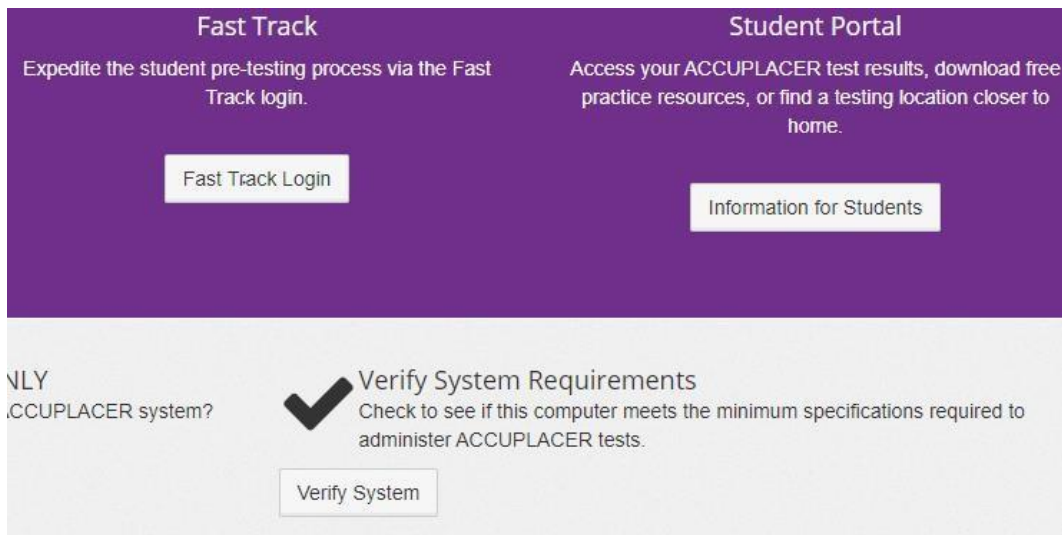 Fast Track
Expedite the student pre-testing process via the Fast
Track login.
Fast Track Login
Student Portal
Access your ACCUPLACER test results, download free
practice resources, or find a testing location closer to
home.
Information for Students
NLY
ACCUPLACER system?
Verify System Requirements
Check to see if this computer meets the minimum specifications required to
administer ACCUPLACER tests.
Verify System